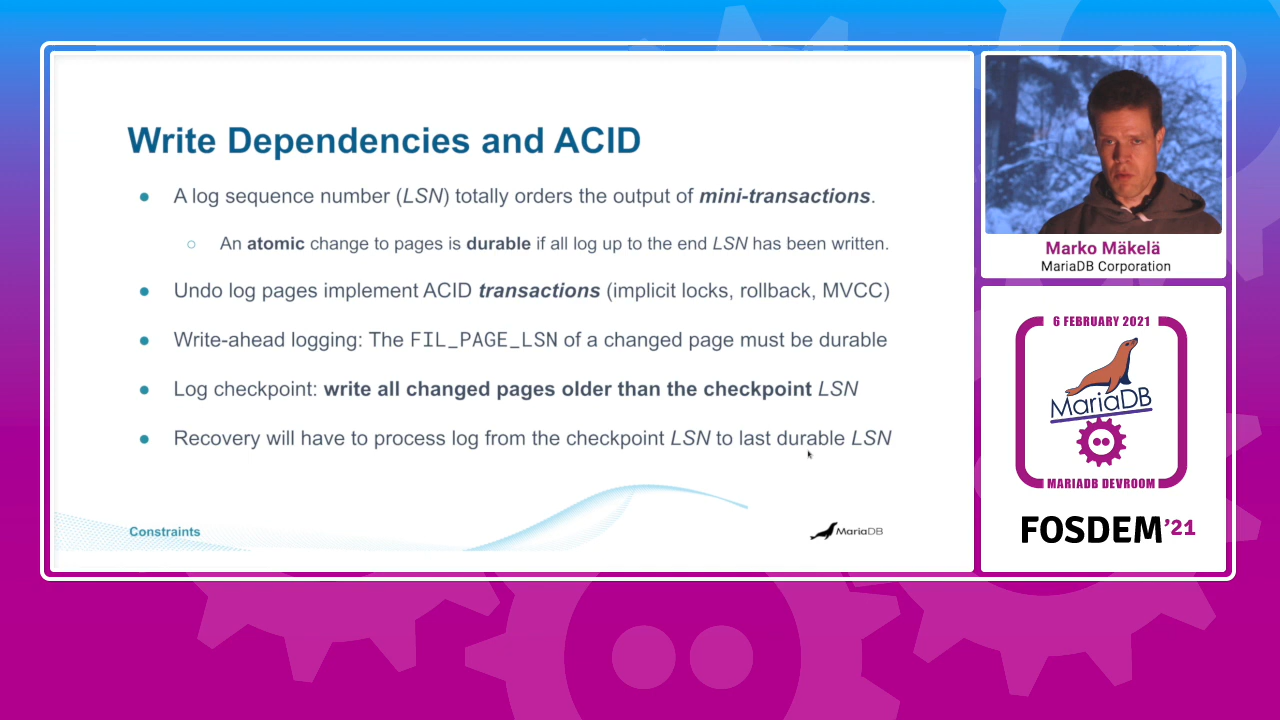 Write Dependencies and ACID
● A log sequence number (LSN) totally orders the output of mini-transactions.
○ An atomic change to pages is durable if all log up to the end LSN has been written.
● Undo log pages implement ACID transactions (implicit locks, rollback, MVCC)
● Write-ahead logging: The FIL_PAGE_LSN of a changed page must be durable
● Log checkpoint: write all changed pages older than the checkpoint LSN
● Recovery will have to process log from the checkpoint LSN to last durable LSN
Constraints
MariaDB
Marko Mäkelä
MariaDB Corporation
6 FEBRUARY 2021
MariaDB
MARIADB DEVROOM
FOSDEM'21